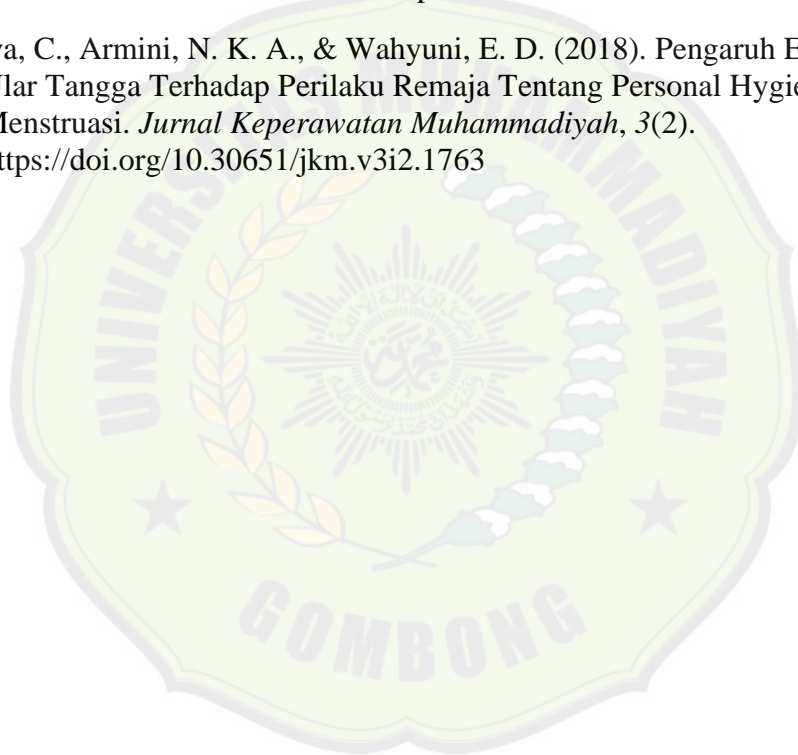 va, C., Armini, N. K. A., & Wahyuni, E. D. (2018). Pengaruh E
Ular Tangga Terhadap Perilaku Remaja Tentang Personal Hygie
Menstruasi. Jurnal Keperawatan Muhammadiyah, 3(2).
ttps://doi.org/10.30651/jkm.v3i2.1763
UNIVERSITAS MUHAMMADIYAH
GOMBONG